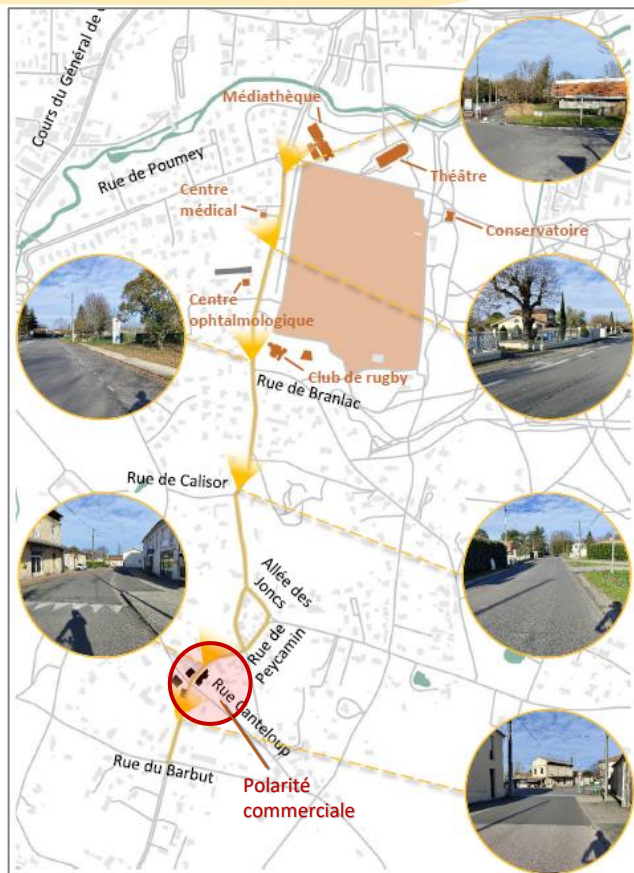 Cours du Général de
Médiathèque
Rue de Poumey
Théâtre
Centre
médical
Conservatoire
Centre
ophtalmologique
Club de rugby
Rue de Branlac
Rue de Calisor
Allée des
Joncs
Rue de
Peycamin
Rue Canteloup
Rue du Barbut
Polarité
commerciale